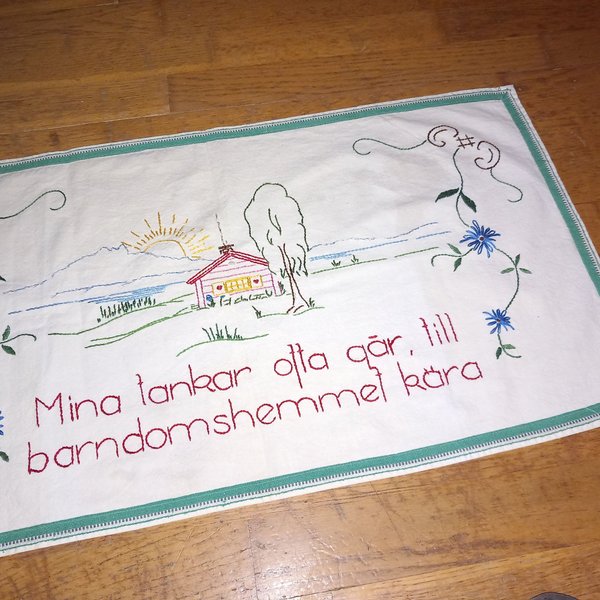 Mina tankar ofta går, till
barndomshemmet kära